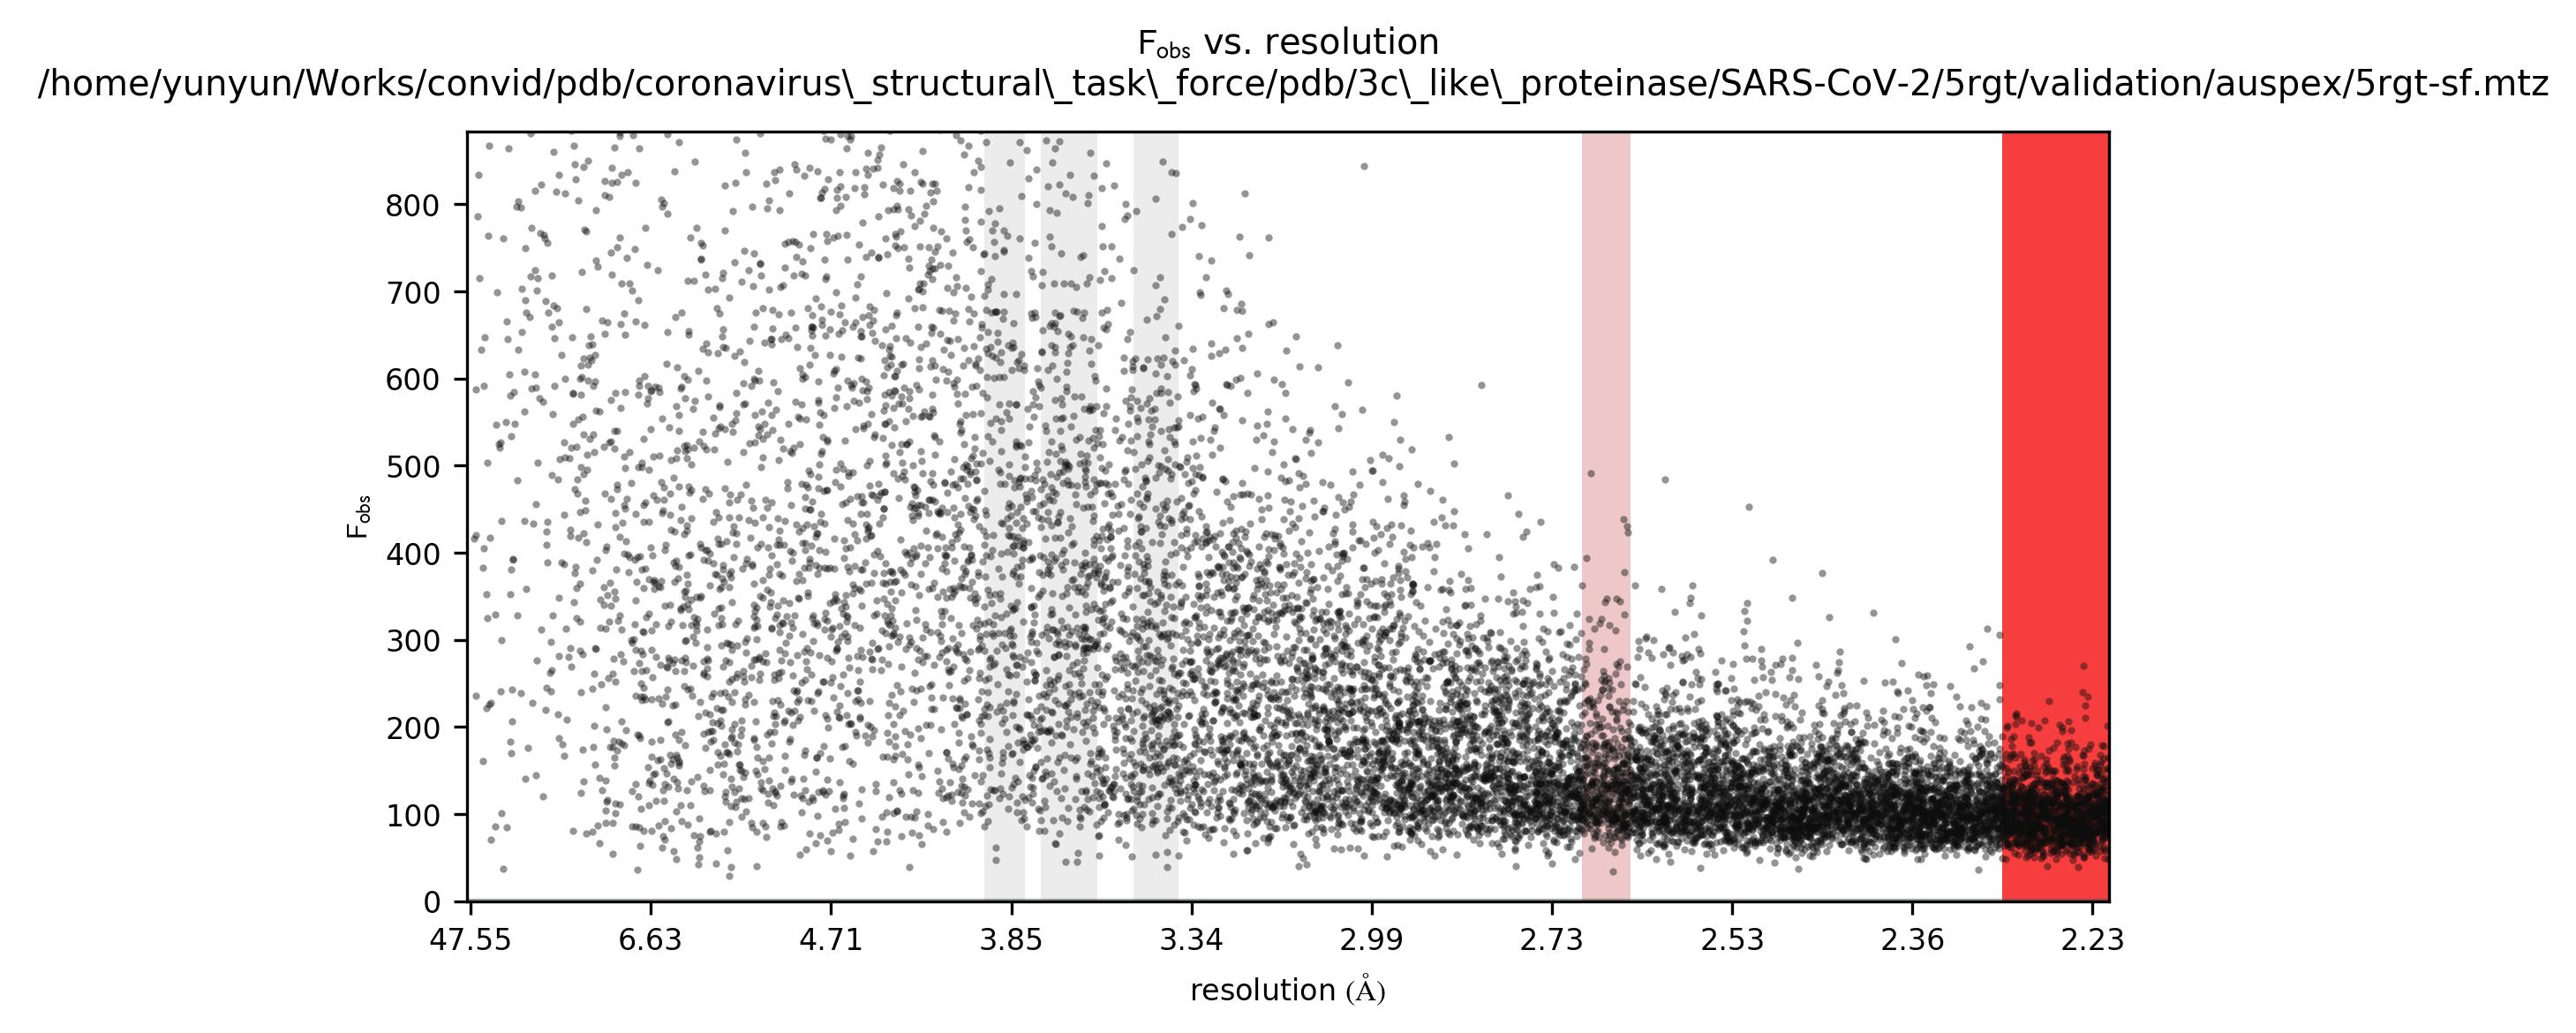 Fobs vs. resolution
/home/yunyun/Works/convid/pdb/coronavirus\_structural\_task\_force/pdb/3c\_like\_proteinase/SARS-CoV-2/5rgt/validation/auspex/5rgt-sf.mtz
800
700
600
500
400
300
200
100
0
Fobs
47.55 6.63 4.71 3.85 3.34 2.99 2.73 2.53 2.36 2.23
resolution (Å)